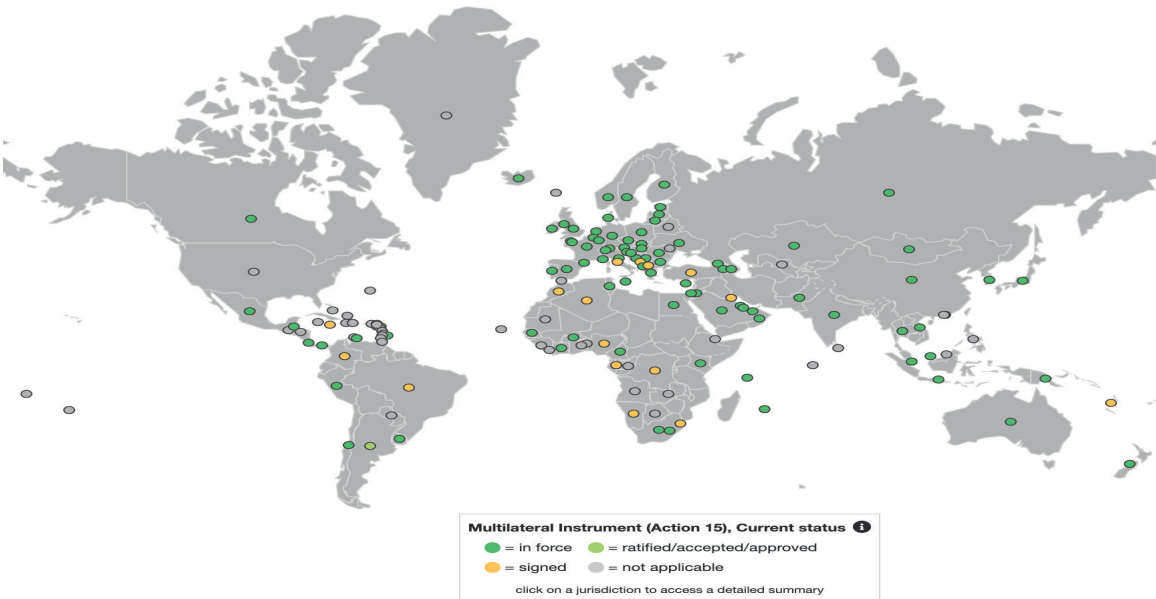 Multilateral Instrument (Action 15), Current status i
= in force = ratified/accepted/approved
= signed = not applicable
click on a jurisdiction to access a detailed summary